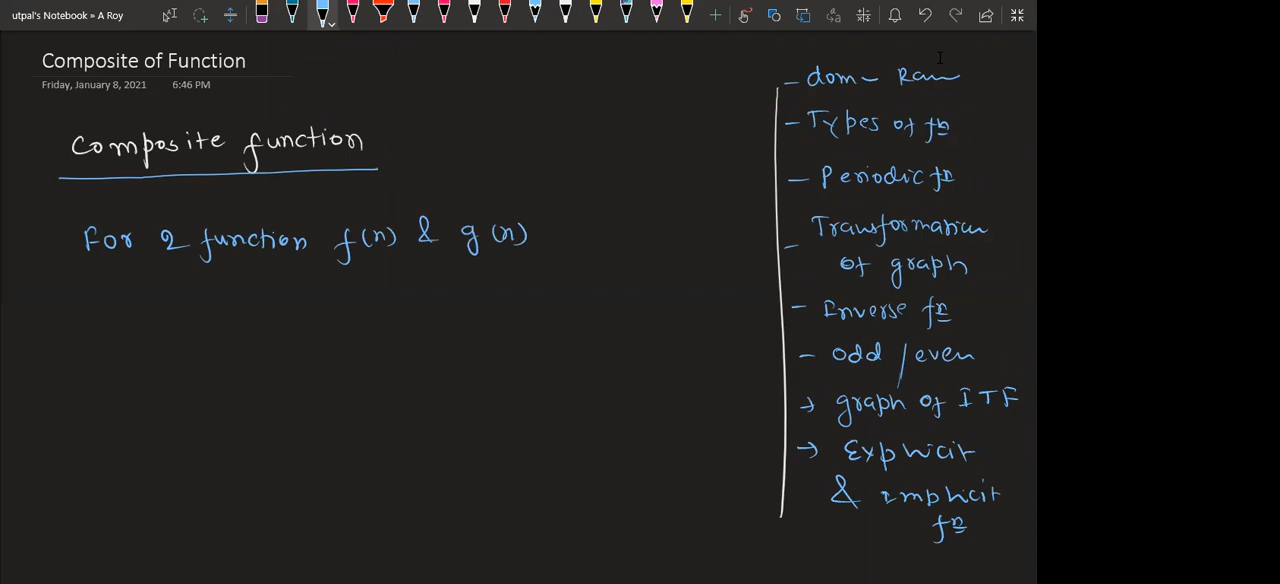 utpal's Notebook » A Roy
Composite of Function
Friday, January 8, 2021 6:46 PM
Composite function
For 2 function f(n) & g(n)
- dom - Ran
- Types of fn
- Periodic fn
- Transformation
of graph
- Inverse fn
- odd / even
→ graph of ITF
→ Explicit
& implicit
fn